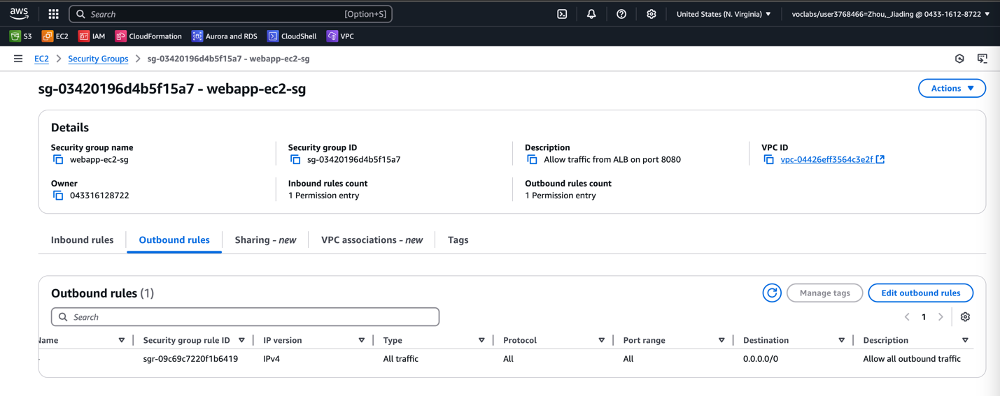 aws Search [Option+S] United States (N. Virginia) ▼ voclabs/user3768466=Zhou,_Jiading @ 0433-1612-8722 ▼
S3 EC2 IAM CloudFormation Aurora and RDS CloudShell VPC
EC2 > Security Groups > sg-03420196d4b5f15a7 - webapp-ec2-sg
sg-03420196d4b5f15a7 - webapp-ec2-sg Actions ▼
Details
Security group name Security group ID Description VPC ID
webapp-ec2-sg sg-03420196d4b5f15a7 Allow traffic from ALB on port 8080 vpc-04426eff3564c3e2f
Owner Inbound rules count Outbound rules count
043316128722 1 Permission entry 1 Permission entry
Inbound rules Outbound rules Sharing - new VPC associations - new Tags
Outbound rules (1) Manage tags Edit outbound rules
Search 1
Name Security group rule ID IP version Type Protocol Port range Destination Description
- sgr-09c69c7220f1b6419 IPv4 All traffic All All 0.0.0.0/0 Allow all outbound traffic